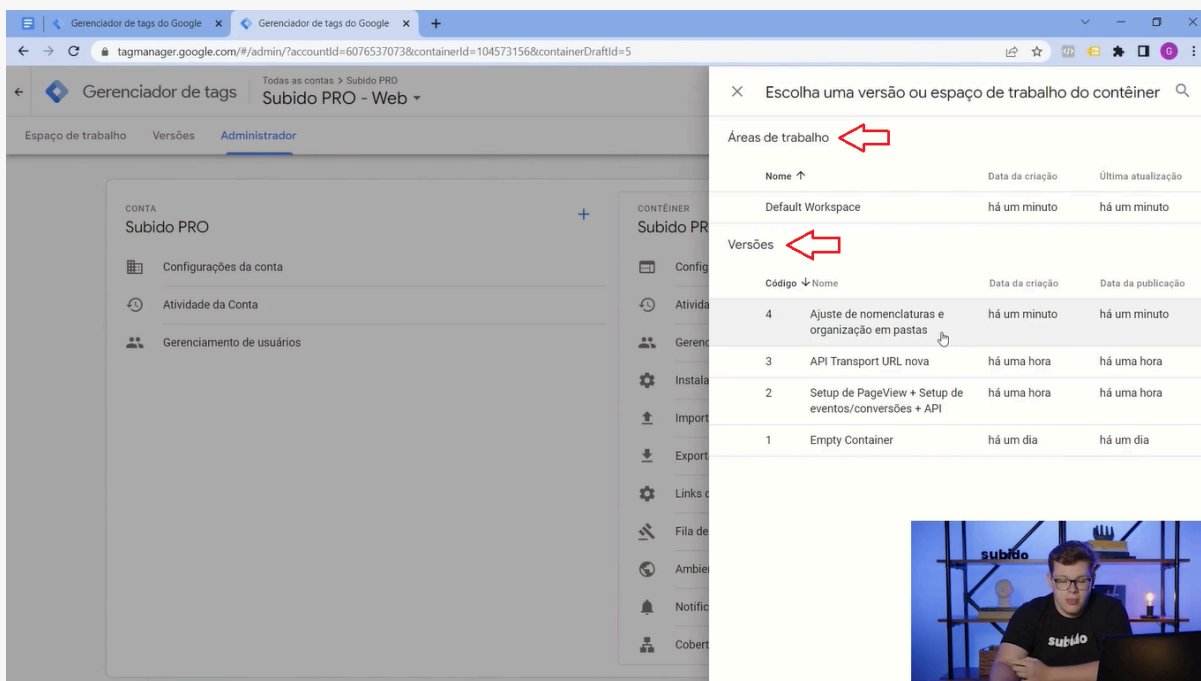 Gerenciador de tags do Google
Gerenciador de tags do Google
tagmanager.google.com/#/admin/?accountId=6076537073&containerId=104573156&containerDraftId=5
G
Gerenciador de tags
Todas as contas > Subido PRO
Subido PRO - Web
Espaço de trabalho
Versões
Administrador
CONTA
Subido PRO
Configurações da conta
Atividade da Conta
Gerenciamento de usuários
CONTÊINER
Subido PR
Config
Ativida
Gerenc
Instala
Import
Export
Links
Fila de
Ambien
Notific
Cobert
Escolha uma versão ou espaço de trabalho do contêiner
Áreas de trabalho
Nome Data da criação Última atualização
Default Workspace há um minuto há um minuto
Versões
Código Nome Data da criação Data da publicação
4 Ajuste de nomenclaturas e há um minuto há um minuto
organização em pastas
3 API Transport URL nova há uma hora há uma hora
2 Setup de PageView + Setup de há uma hora há uma hora
eventos/conversões + API
1 Empty Container há um dia há um dia
subido
subido